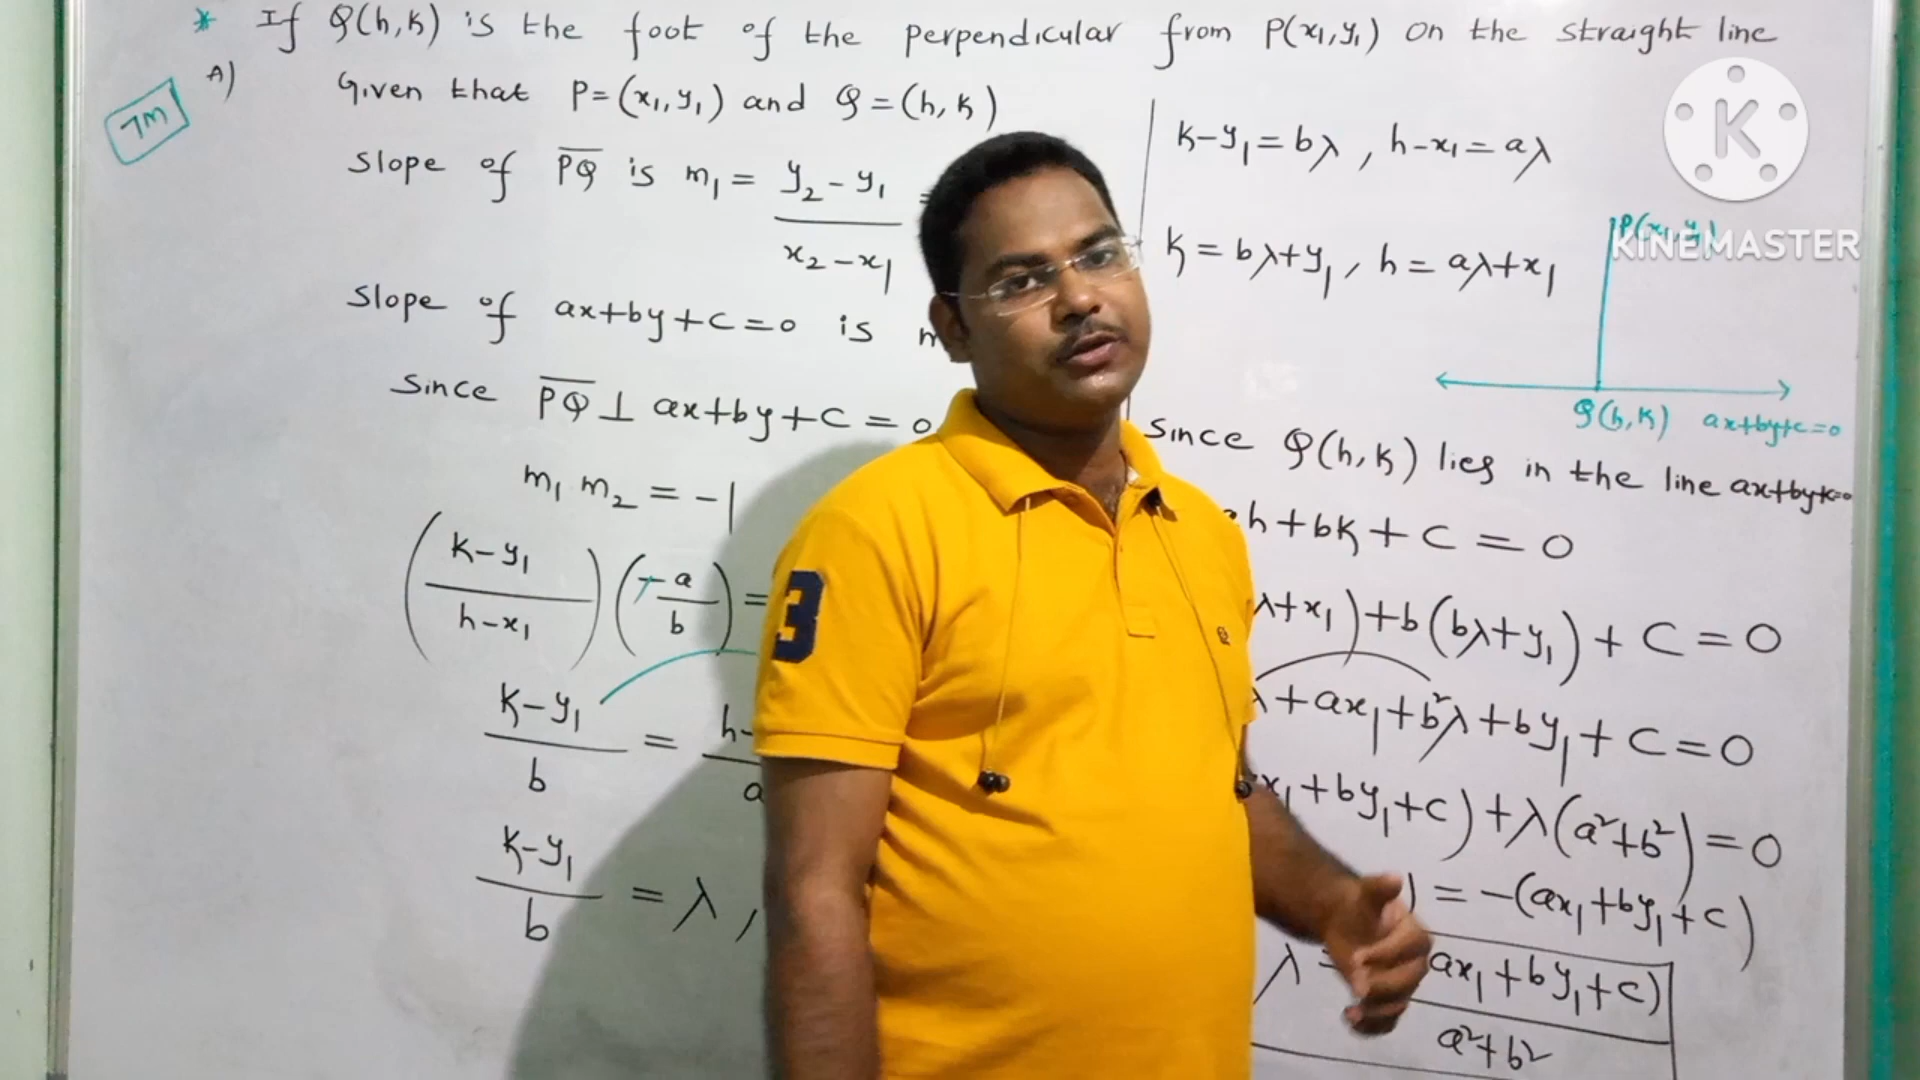 * If Q(h,k) is the foot of the perpendicular from P(x₁,y₁) on the straight line
A) Given that P=(x₁,y₁) and Q=(h,k)
7M
Slope of P̅Q̅ is m₁ = y₂-y₁ / x₂-x₁ =
Slope of ax+by+c=0 is
Since P̅Q̅ ⊥ ax+by+c=0
m₁ m₂ = -1
(k-y₁ / h-x₁)(-a / b) =
k-y₁ / b = h- / a
k-y₁ / b = λ,
k-y₁=bλ, h-x₁=aλ
k=bλ+y₁, h=aλ+x₁
P(x₁,y₁)
Q(h,k) ax+by+c=0
Since Q(h,k) lies in the line ax+by+c=0
h+bk+c=0
λ+x₁)+b(bλ+y₁)+c=0
λ+ax₁+b²λ+by₁+c=0
x₁+by₁+c)+λ(a²+b²)=0
) = -(ax₁+by₁+c)
λ = ax₁+by₁+c) / a²+b²
K
KINEMASTER
3